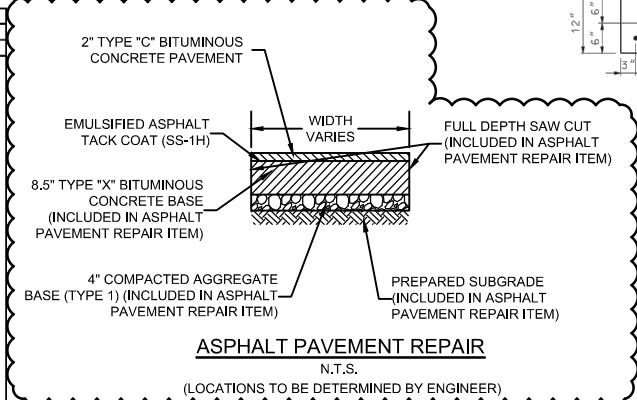 2" TYPE "C" BITUMINOUS
CONCRETE PAVEMENT
EMULSIFIED ASPHALT
TACK COAT (SS-1H)
WIDTH
VARIES
FULL DEPTH SAW CUT
(INCLUDED IN ASPHALT
PAVEMENT REPAIR ITEM)
8.5" TYPE "X" BITUMINOUS
CONCRETE BASE
(INCLUDED IN ASPHALT
PAVEMENT REPAIR ITEM)
4" COMPACTED AGGREGATE
BASE (TYPE 1) (INCLUDED IN ASPHALT
PAVEMENT REPAIR ITEM)
PREPARED SUBGRADE
(INCLUDED IN ASPHALT
PAVEMENT REPAIR ITEM)
ASPHALT PAVEMENT REPAIR
N.T.S.
(LOCATIONS TO BE DETERMINED BY ENGINEER)
12"
6"
6"
3"